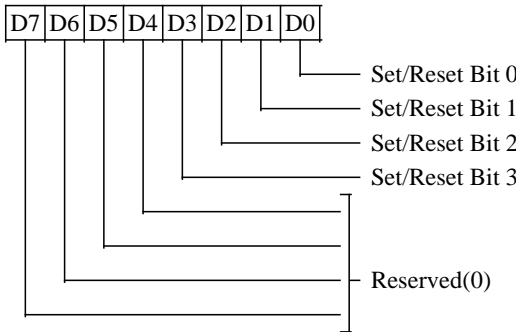 D7 D6 D5 D4 D3 D2 D1 D0
Set/Reset Bit 0
Set/Reset Bit 1
Set/Reset Bit 2
Set/Reset Bit 3
Reserved(0)